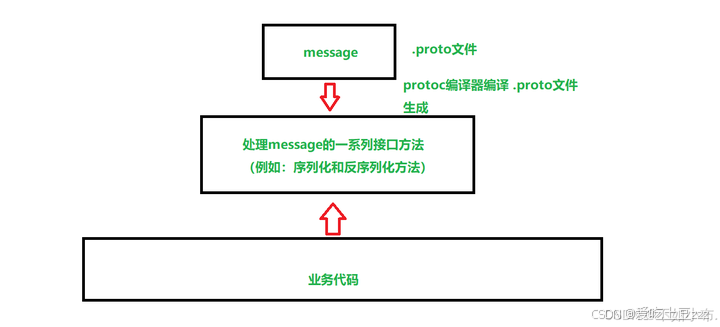 message
.proto文件
protoc编译器编译 .proto文件
生成
处理message的一系列接口方法
（例如：序列化和反序列化方法）
业务代码